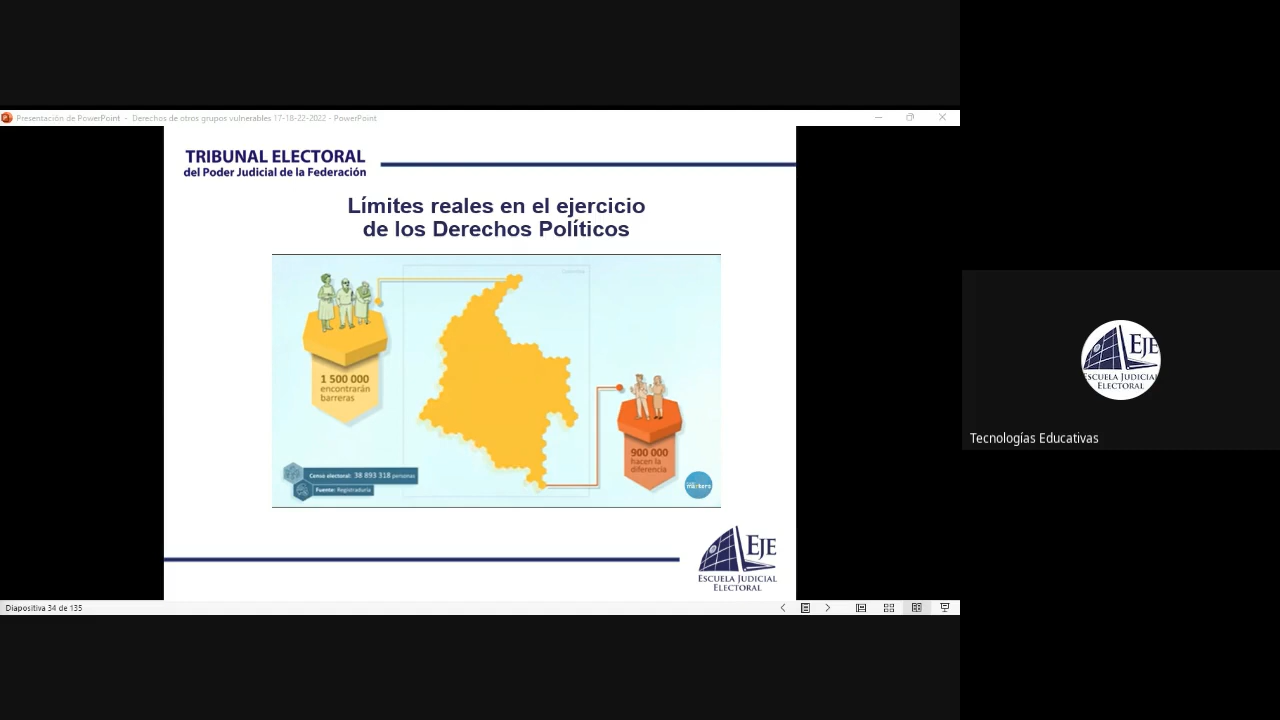 Presentación de PowerPoint - Derechos de otros grupos vulnerables 17-18-22-2022 - PowerPoint
TRIBUNAL ELECTORAL
del Poder Judicial de la Federación
Límites reales en el ejercicio
de los Derechos Políticos
1 500 000
encontrarán
barreras
900 000
hacen la
diferencia
Censo electoral: 38 893 318 personas
Fuente: Registraduría
EJE
ESCUELA JUDICIAL
ELECTORAL
Diapositiva 34 de 135
EJE
ESCUELA JUDICIAL
ELECTORAL
Tecnologías Educativas